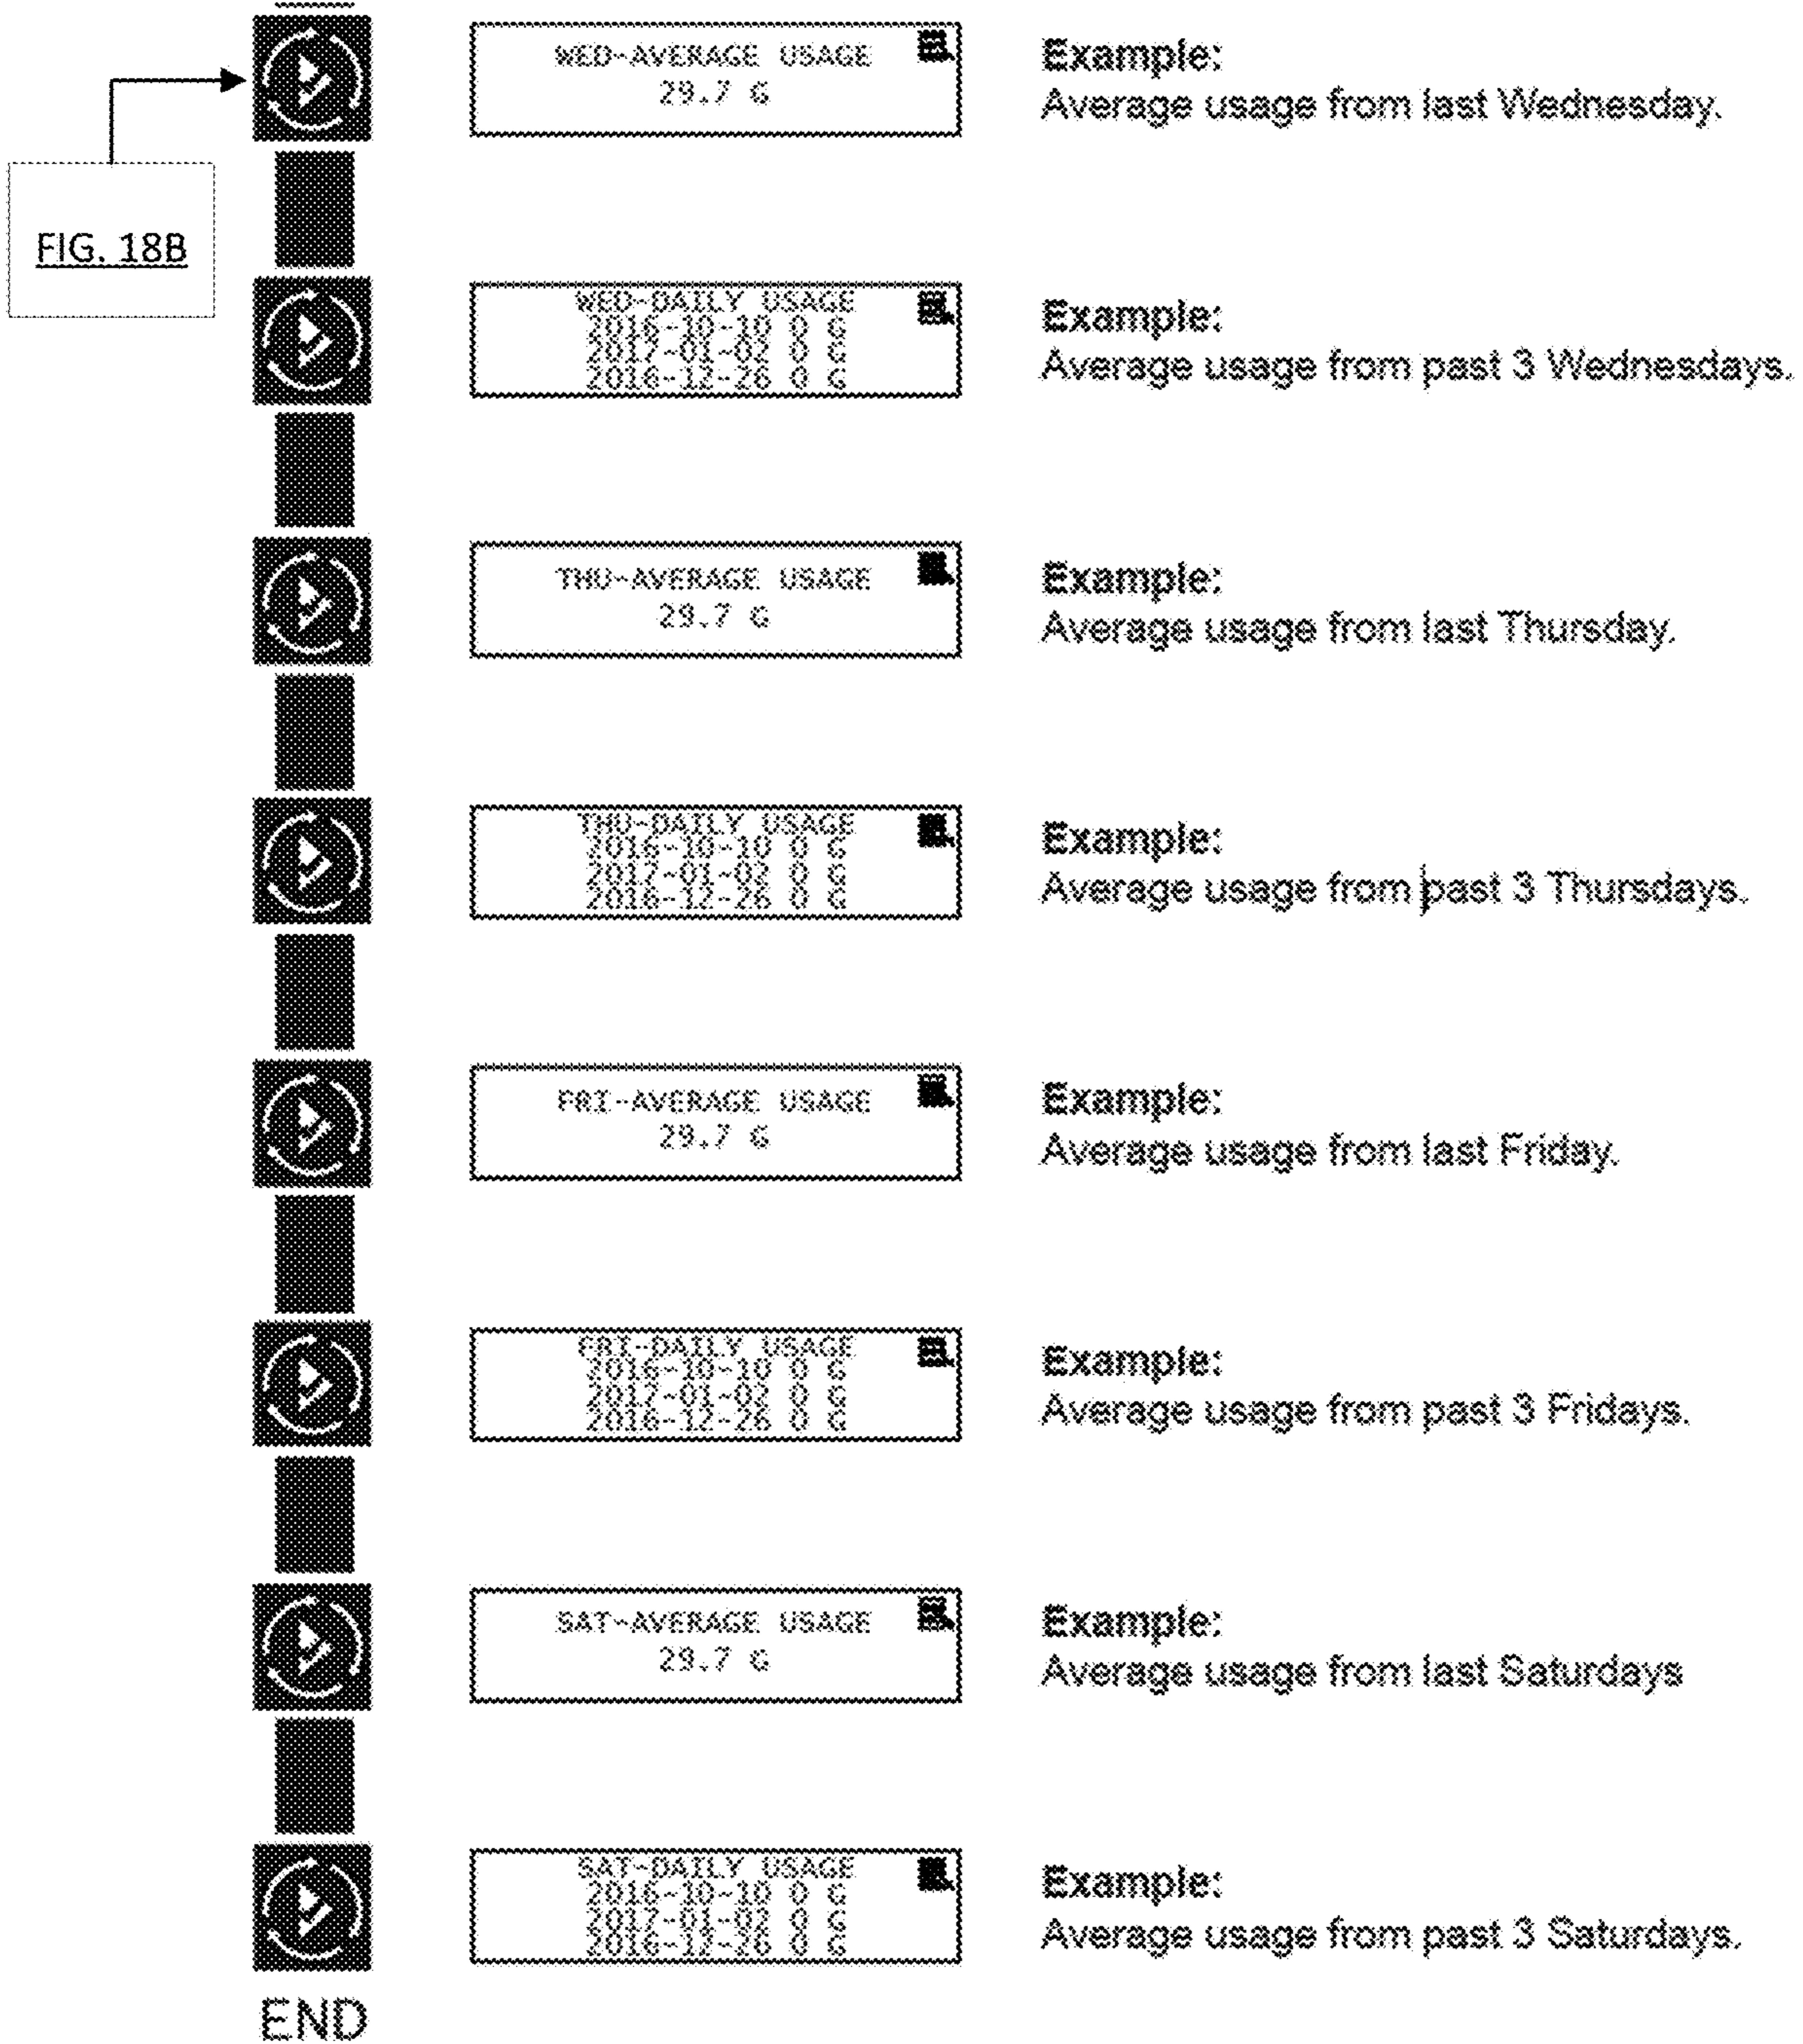 WED-AVERAGE USAGE
29.7 G
Example:
Average usage from last Wednesday.
FIG. 18B
WED-DAILY USAGE
2016-10-10 0 G
2017-01-02 0 G
2016-12-26 0 G
Example:
Average usage from past 3 Wednesdays.
THU-AVERAGE USAGE
29.7 G
Example:
Average usage from last Thursday.
THU-DAILY USAGE
2016-10-10 0 G
2017-01-02 0 G
2016-12-26 0 G
Example:
Average usage from past 3 Thursdays.
FRI-AVERAGE USAGE
29.7 G
Example:
Average usage from last Friday.
FRI-DAILY USAGE
2016-10-10 0 G
2017-01-02 0 G
2016-12-26 0 G
Example:
Average usage from past 3 Fridays.
SAT-AVERAGE USAGE
29.7 G
Example:
Average usage from last Saturdays
SAT-DAILY USAGE
2016-10-10 0 G
2017-01-02 0 G
2016-12-26 0 G
Example:
Average usage from past 3 Saturdays.
END